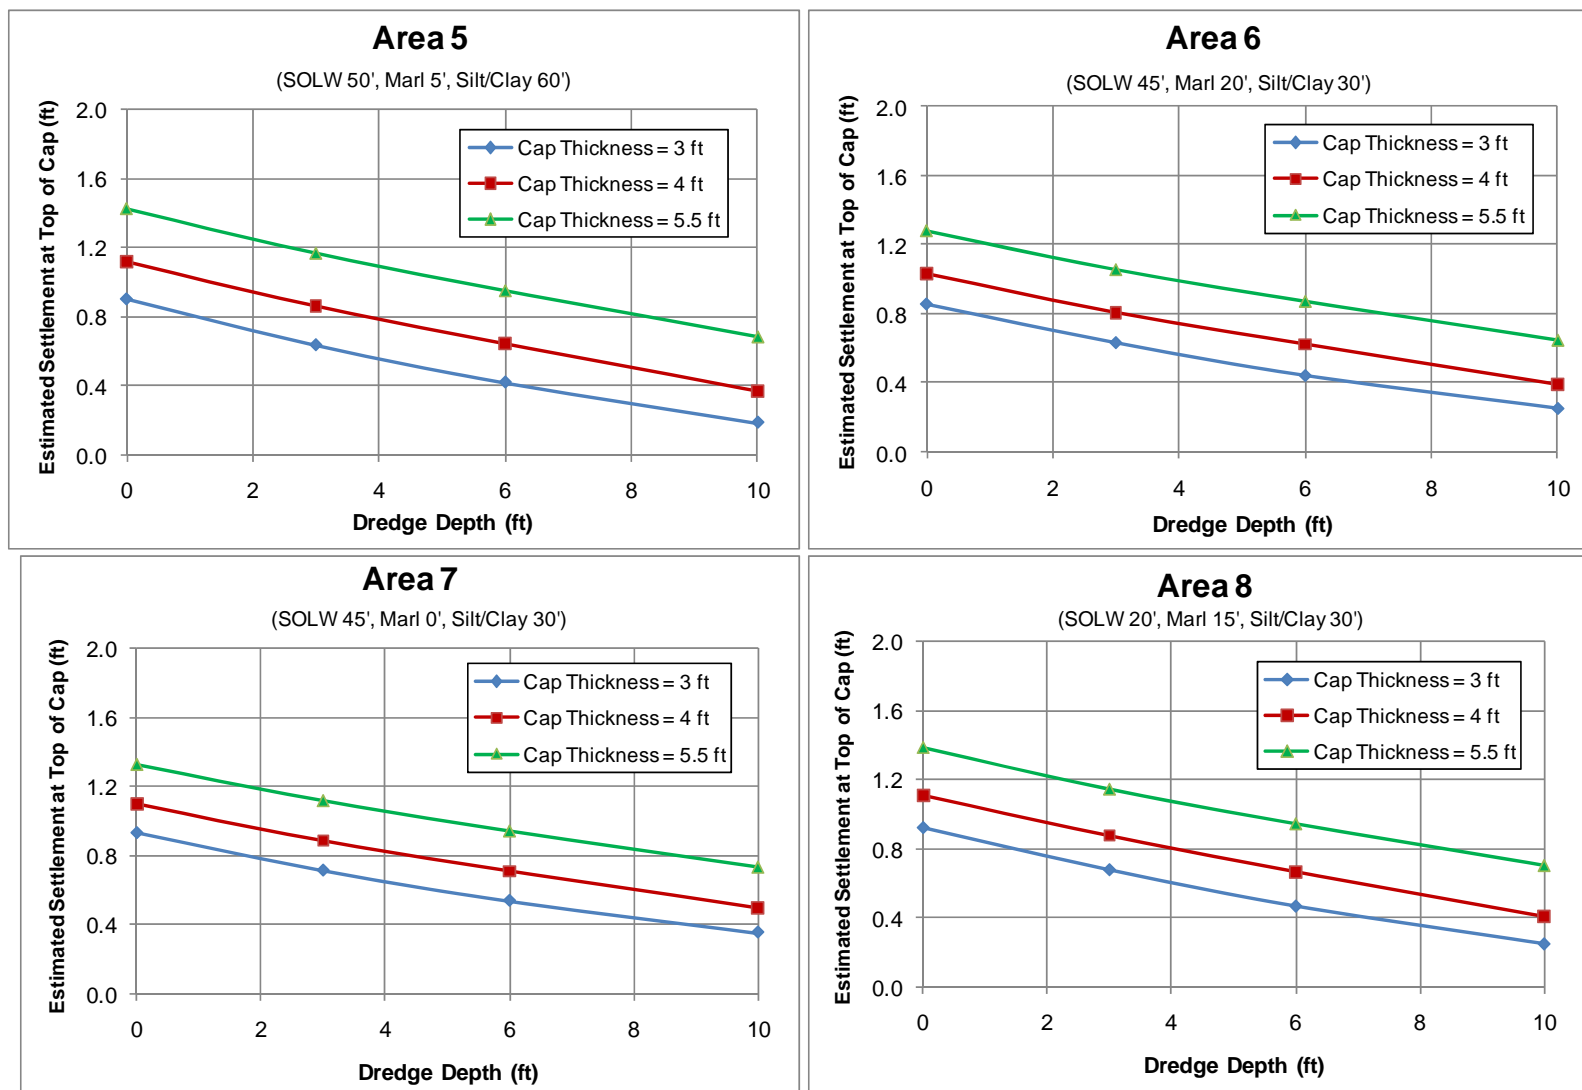 Area 5
(SOLW 50', Marl 5', Silt/Clay 60')
Estimated Settlement at Top of Cap (ft)
2.0
1.6
1.2
0.8
0.4
0.0
Cap Thickness = 3 ft
Cap Thickness = 4 ft
Cap Thickness = 5.5 ft
0 2 4 6 8 10
Dredge Depth (ft)
Area 6
(SOLW 45', Marl 20', Silt/Clay 30')
Estimated Settlement at Top of Cap (ft)
2.0
1.6
1.2
0.8
0.4
0.0
Cap Thickness = 3 ft
Cap Thickness = 4 ft
Cap Thickness = 5.5 ft
0 2 4 6 8 10
Dredge Depth (ft)
Area 7
(SOLW 45', Marl 0', Silt/Clay 30')
Estimated Settlement at Top of Cap (ft)
2.0
1.6
1.2
0.8
0.4
0.0
Cap Thickness = 3 ft
Cap Thickness = 4 ft
Cap Thickness = 5.5 ft
0 2 4 6 8 10
Dredge Depth (ft)
Area 8
(SOLW 20', Marl 15', Silt/Clay 30')
Estimated Settlement at Top of Cap (ft)
2.0
1.6
1.2
0.8
0.4
0.0
Cap Thickness = 3 ft
Cap Thickness = 4 ft
Cap Thickness = 5.5 ft
0 2 4 6 8 10
Dredge Depth (ft)